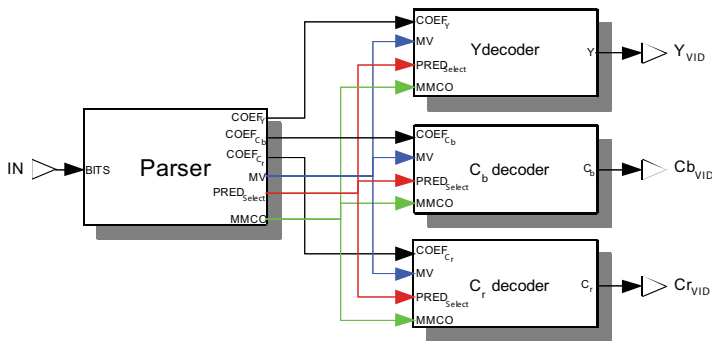 IN
BITS
Parser
COEF_Y
COEF_Cb
COEF_Cr
MV
PRED_Select
MMCO
COEF_Y
MV
PRED_Select
MMCO
Ydecoder
Y
Y_VID
COEF_Cb
MV
PRED_Select
MMCO
C_b decoder
C_b
Cb_VID
COEF_Cr
MV
PRED_Select
MMCO
C_r decoder
C_r
Cr_VID